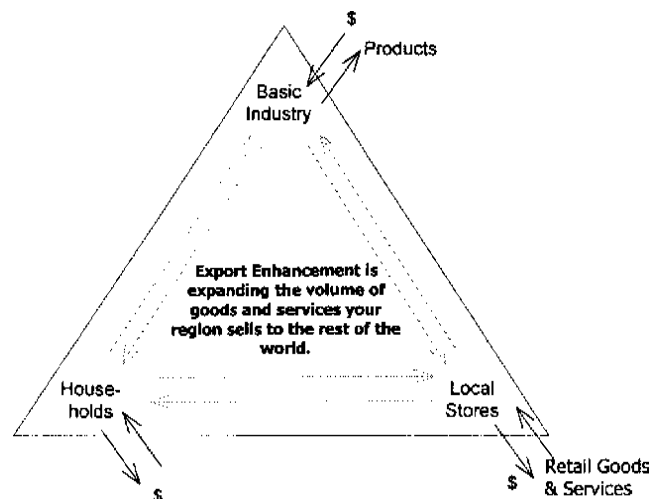 $
Products
Basic
Industry
Export Enhancement is
expanding the volume of
goods and services your
region sells to the rest of the
world.
House-
holds
Local
Stores
$
$
Retail Goods
& Services